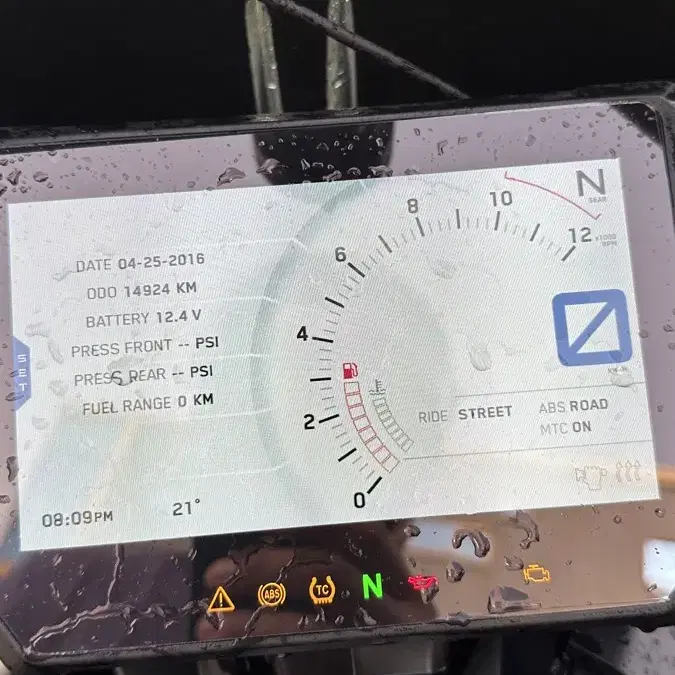 DATE 04-25-2016
ODO 14924 KM
BATTERY 12.4 V
PRESS FRONT -- PSI
PRESS REAR -- PSI
FUEL RANGE 0 KM
SET
08:09PM
21°
0
2
4
6
8
10
12 x1000 RPM
N
GEAR
0
KM/H
RIDE STREET
ABS ROAD
MTC ON
ABS
TC
N